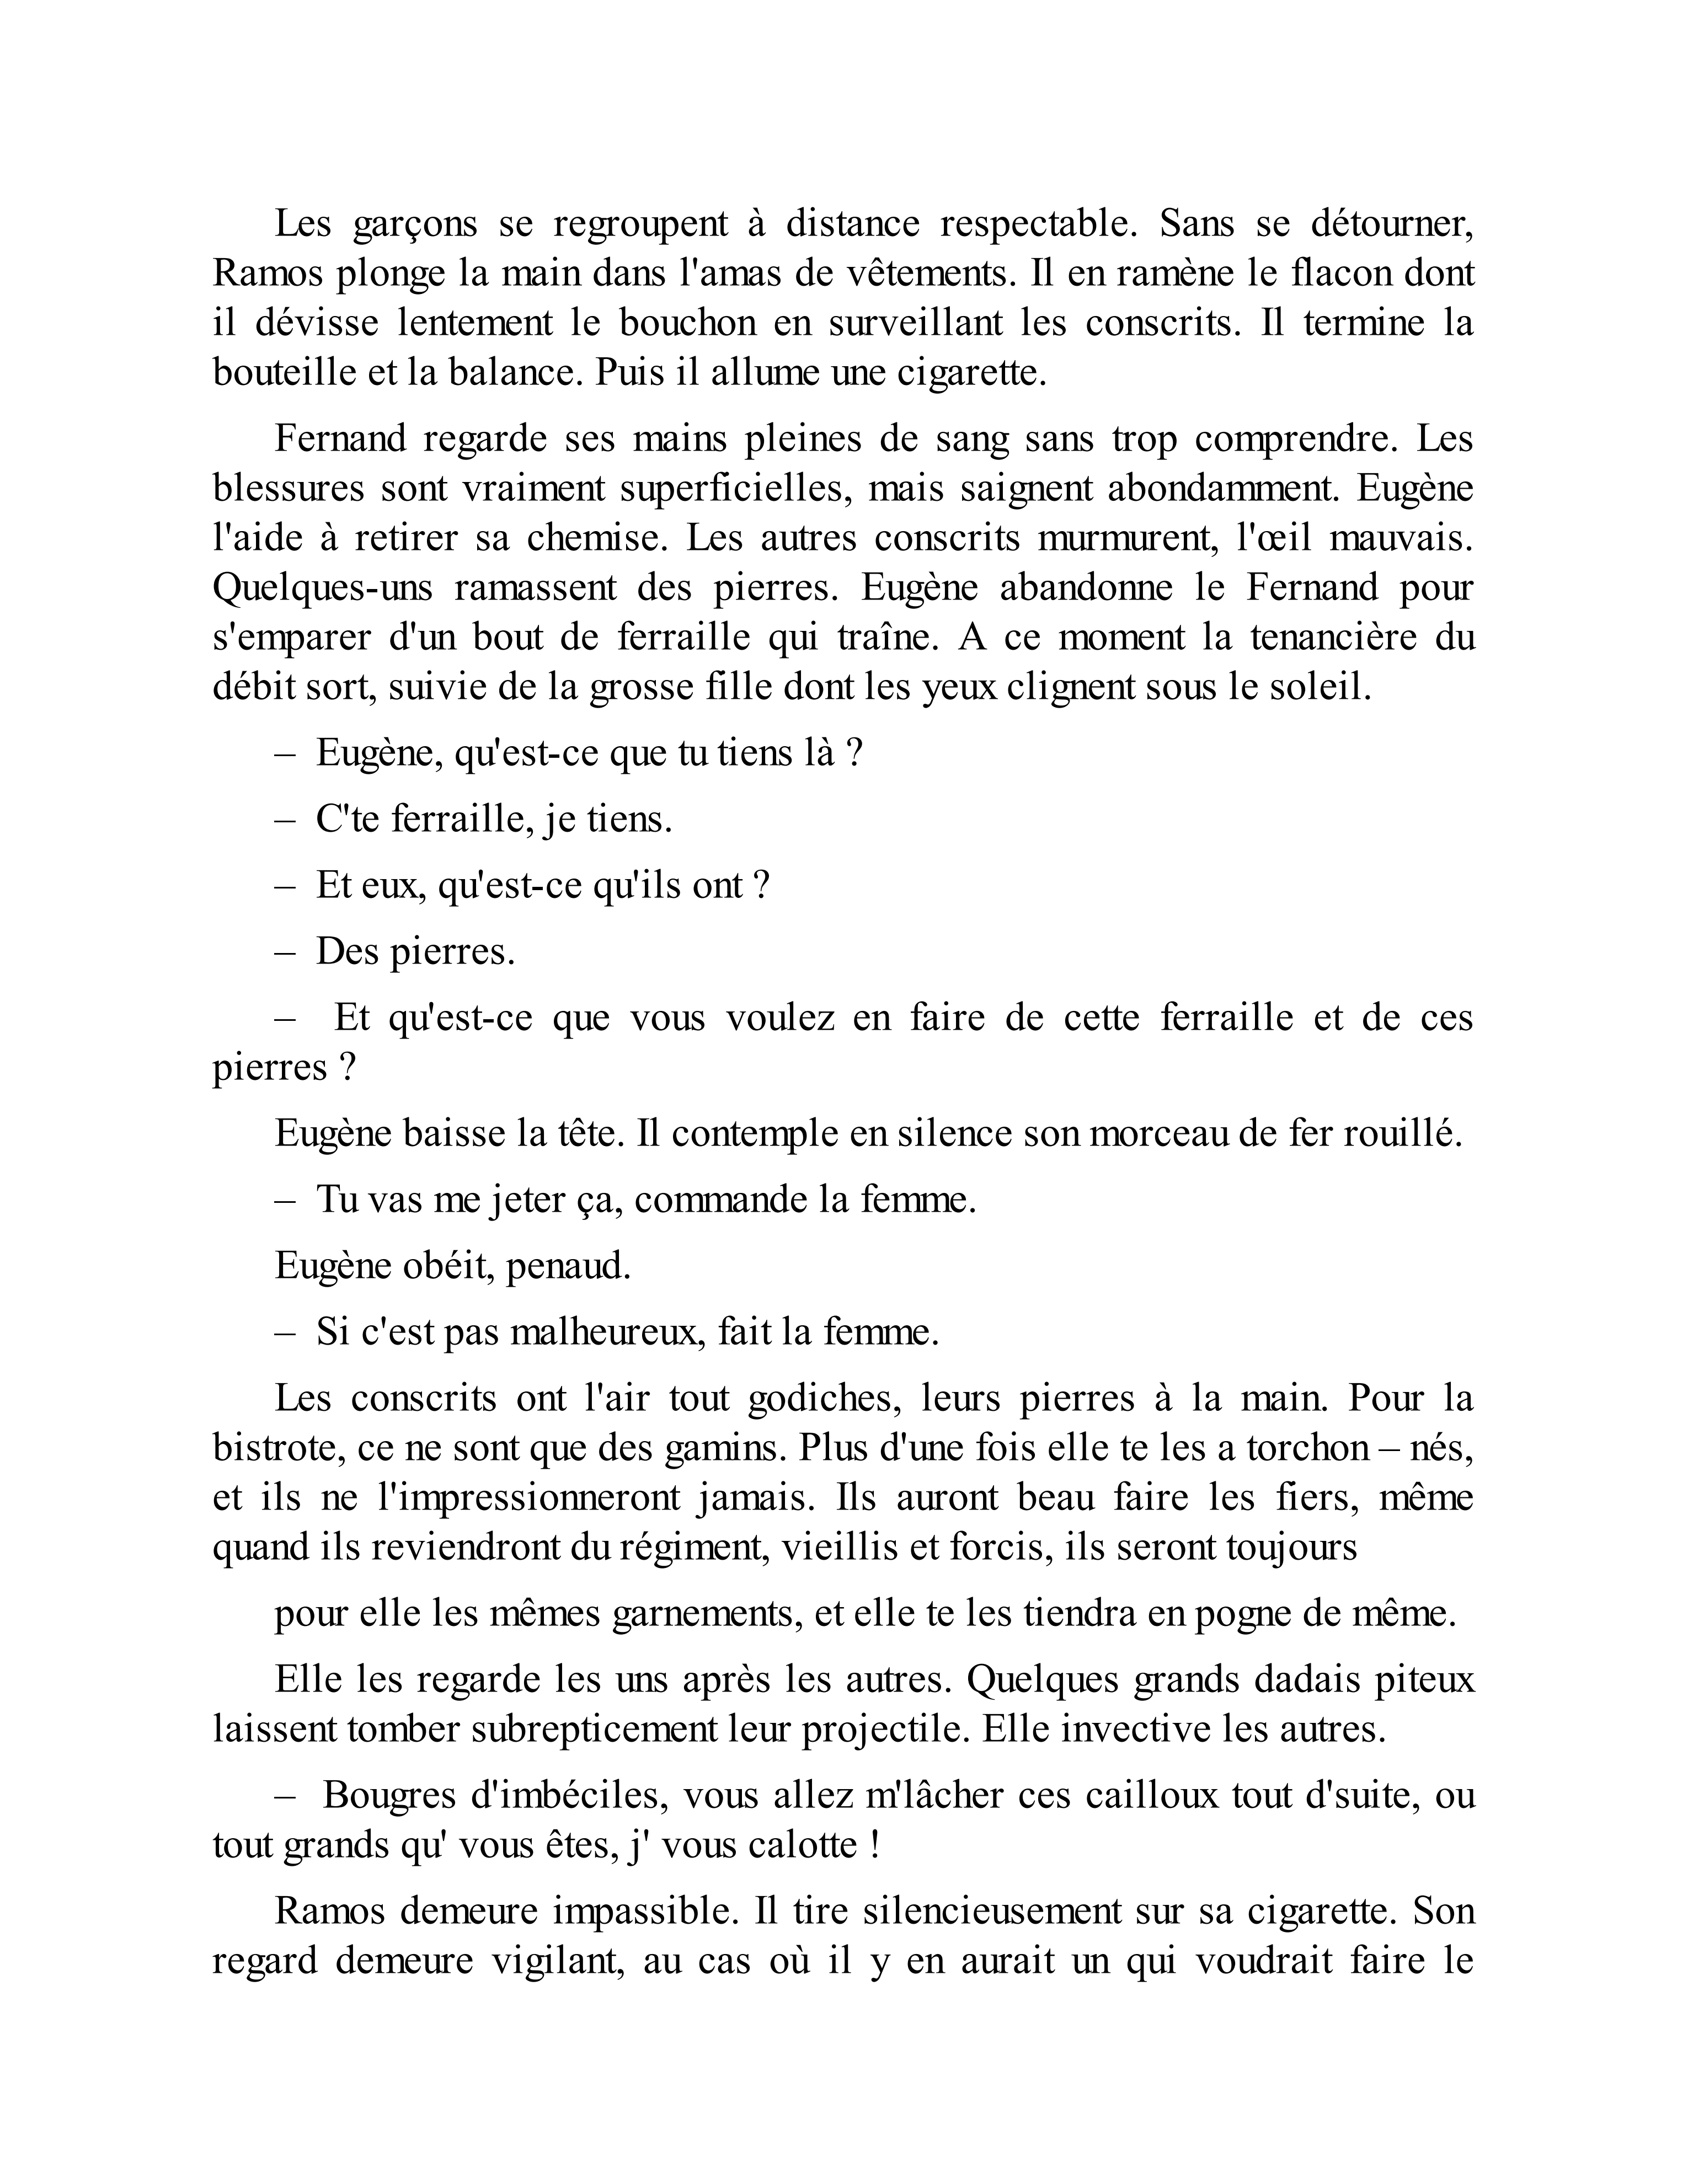 Les garçons se regroupent à distance respectable. Sans se détourner,
Ramos plonge la main dans l'amas de vêtements. Il en ramène le flacon dont
il dévisse lentement le bouchon en surveillant les conscrits. Il termine la
bouteille et la balance. Puis il allume une cigarette.
Fernand regarde ses mains pleines de sang sans trop comprendre. Les
blessures sont vraiment superficielles, mais saignent abondamment. Eugène
l'aide à retirer sa chemise. Les autres conscrits murmurent, l'œil mauvais.
Quelques-uns ramassent des pierres. Eugène abandonne le Fernand pour
s'emparer d'un bout de ferraille qui traîne. A ce moment la tenancière du
débit sort, suivie de la grosse fille dont les yeux clignent sous le soleil.
– Eugène, qu'est-ce que tu tiens là ?
– C'te ferraille, je tiens.
– Et eux, qu'est-ce qu'ils ont ?
– Des pierres.
– Et qu'est-ce que vous voulez en faire de cette ferraille et de ces
pierres ?
Eugène baisse la tête. Il contemple en silence son morceau de fer rouillé.
– Tu vas me jeter ça, commande la femme.
Eugène obéit, penaud.
– Si c'est pas malheureux, fait la femme.
Les conscrits ont l'air tout godiches, leurs pierres à la main. Pour la
bistrote, ce ne sont que des gamins. Plus d'une fois elle te les a torchon – nés,
et ils ne l'impressionneront jamais. Ils auront beau faire les fiers, même
quand ils reviendront du régiment, vieillis et forcis, ils seront toujours
pour elle les mêmes garnements, et elle te les tiendra en pogne de même.
Elle les regarde les uns après les autres. Quelques grands dadais piteux
laissent tomber subrepticement leur projectile. Elle invective les autres.
– Bougres d'imbéciles, vous allez m'lâcher ces cailloux tout d'suite, ou
tout grands qu' vous êtes, j' vous calotte !
Ramos demeure impassible. Il tire silencieusement sur sa cigarette. Son
regard demeure vigilant, au cas où il y en aurait un qui voudrait faire le